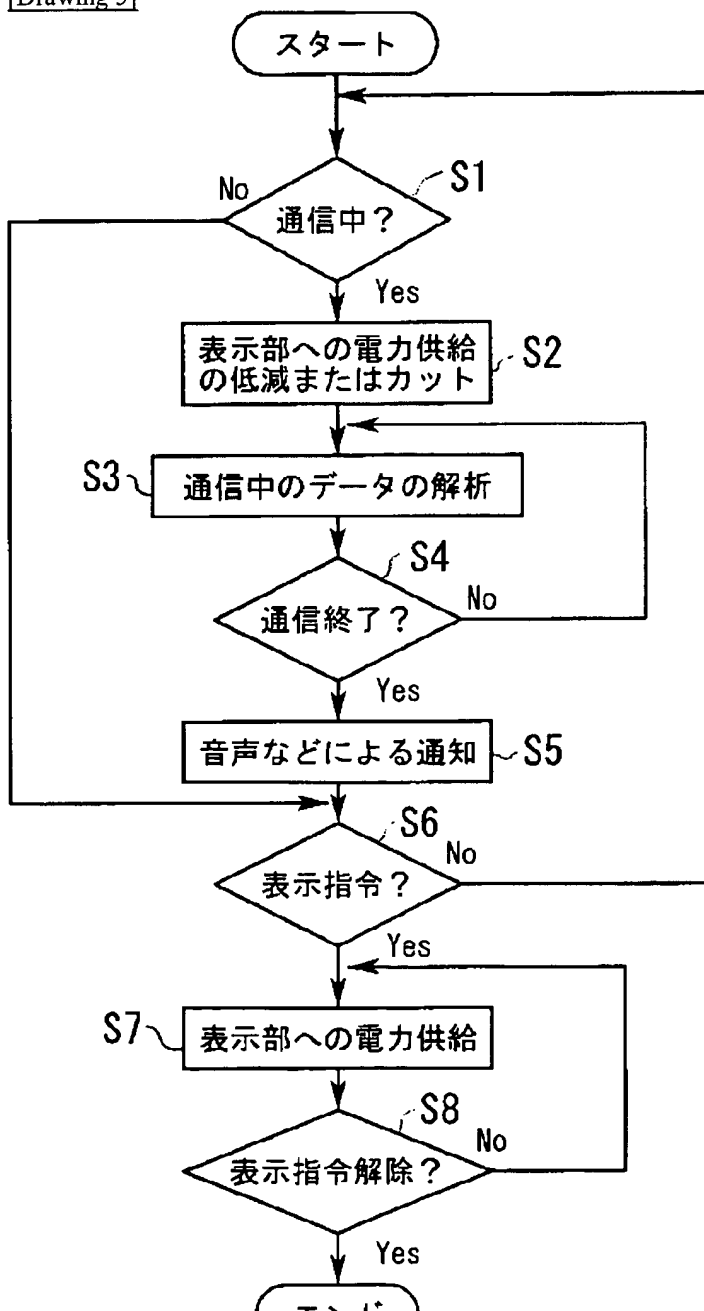 スタート
S1
No
通信中？
Yes
表示部への電力供給
の低減またはカット
S2
S3
通信中のデータの解析
S4
通信終了？
No
Yes
音声などによる通知
S5
S6
No
表示指令？
Yes
S7
表示部への電力供給
S8
No
表示指令解除？
Yes